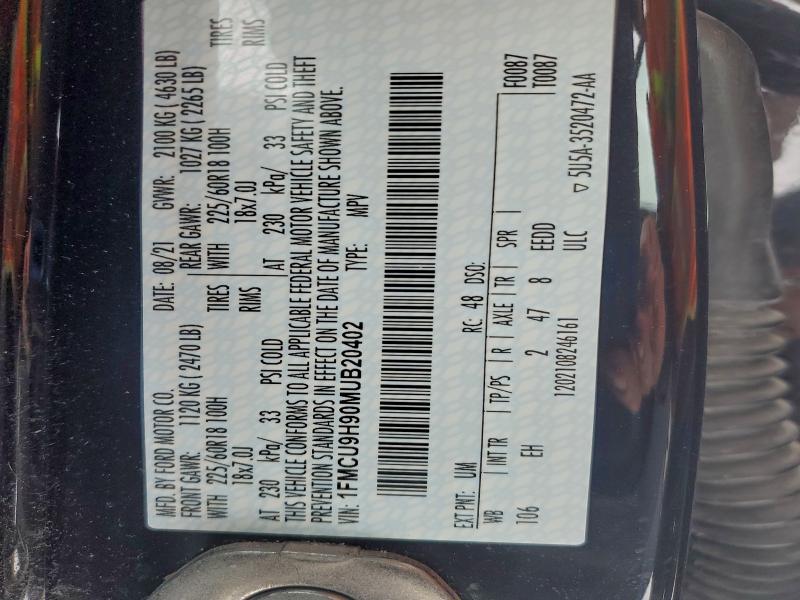 MFD. BY FORD MOTOR CO.
DATE: 08/21 GVWR: 2100 KG ( 4630 LB)
FRONT GAWR: 1120 KG ( 2470 LB) REAR GAWR: 1027 KG ( 2265 LB)
WITH 225/60R18 100H TIRES WITH 225/60R18 100H TIRES
18x7.0J RIMS 18x7.0J RIMS
AT 230 kPa/ 33 PSI COLD AT 230 kPa/ 33 PSI COLD
THIS VEHICLE CONFORMS TO ALL APPLICABLE FEDERAL MOTOR VEHICLE SAFETY AND THEFT
PREVENTION STANDARDS IN EFFECT ON THE DATE OF MANUFACTURE SHOWN ABOVE.
VIN: 1FMCU9H90MUB20402 TYPE: MPV
EXT PNT: UM RC: 48 DSO: F00B7
WB INT TR TP/PS R AXLE TR SPR T00B7
106 EH 2 47 8 EEDD
1202108246161 ULC ▽ 5U5A-3520472-AA